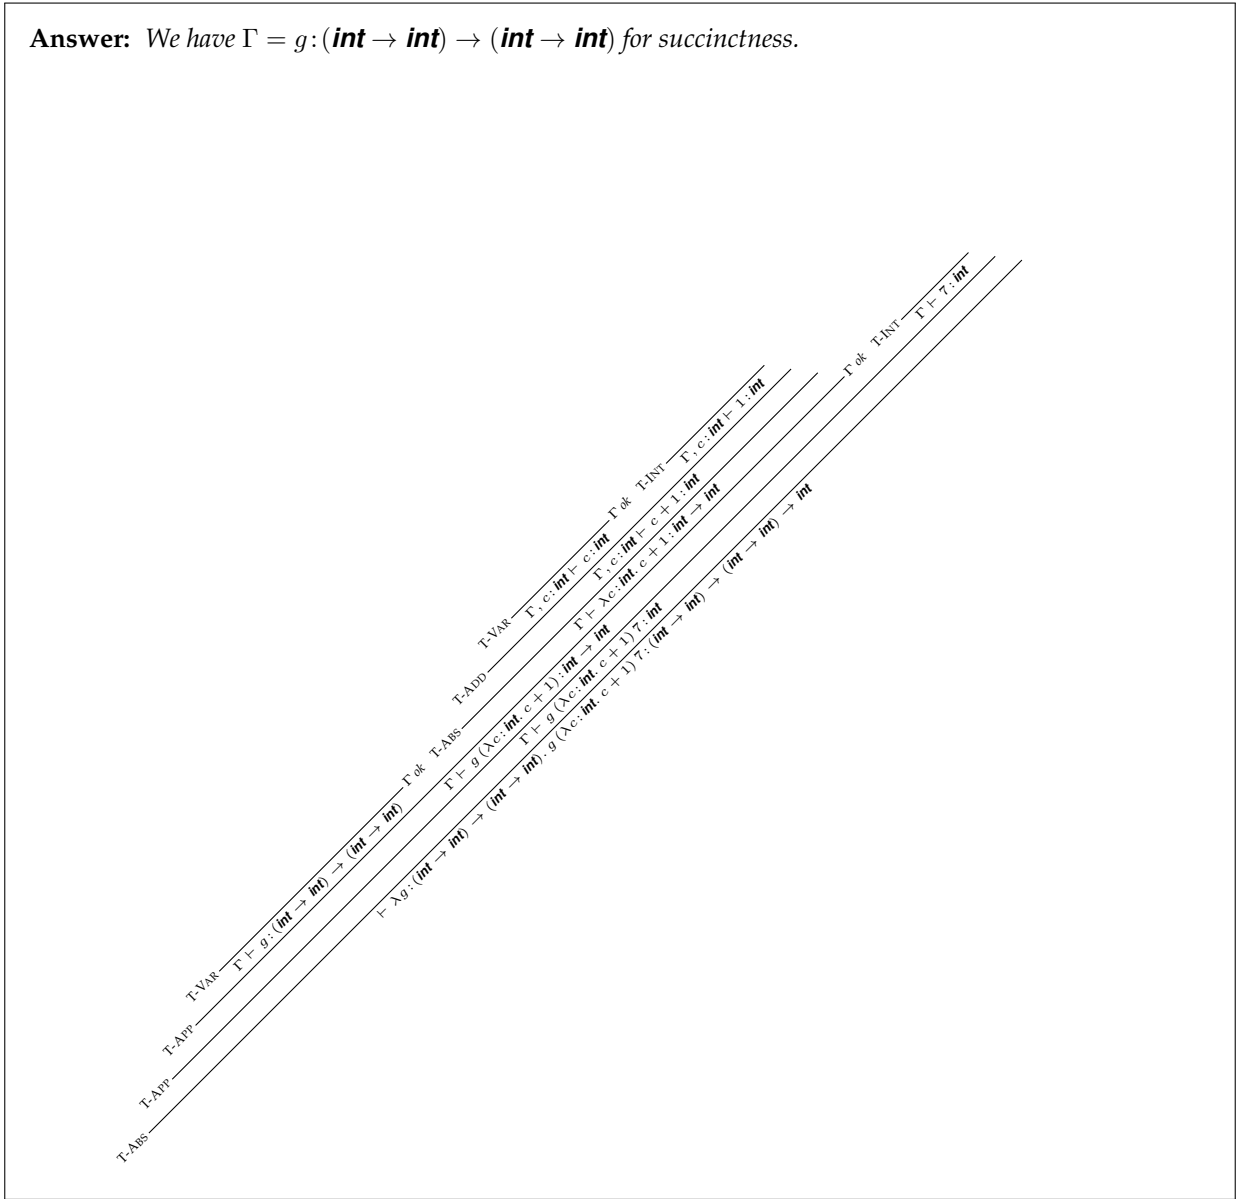 Answer: We have Γ = g : (int → int) → (int → int) for succinctness.
T-VAR
Γ, c : int ⊢ c : int
Γ ok
T-INT
Γ, c : int ⊢ 1 : int
T-ADD
Γ, c : int ⊢ c + 1 : int
T-VAR
Γ ⊢ g : (int → int) → (int → int)
Γ ok
T-ABS
Γ ⊢ λc : int. c + 1 : int → int
T-APP
Γ ⊢ g (λc : int. c + 1) : int → int
Γ ok
T-INT
Γ ⊢ 7 : int
T-APP
Γ ⊢ g (λc : int. c + 1) 7 : int
T-ABS
⊢ λg : (int → int) → (int → int). g (λc : int. c + 1) 7 : (int → int) → (int → int) → int